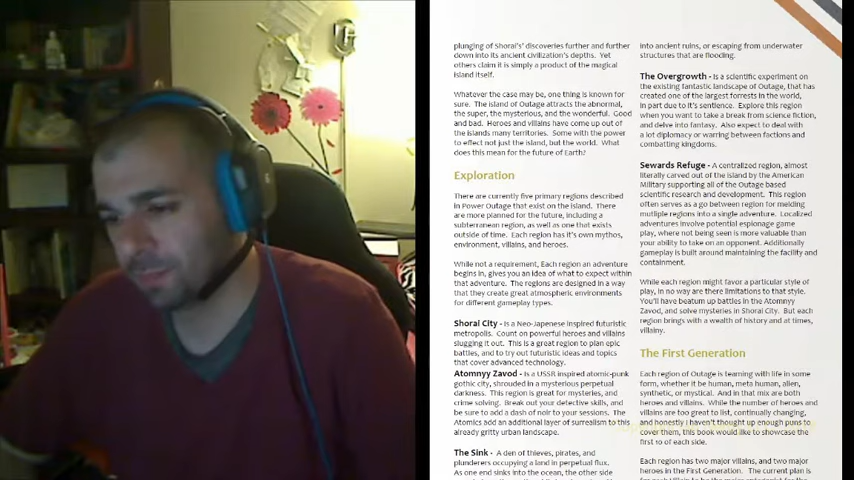 plunging of Shorai's' discoveries further and further
down into its ancient civilization's depths. Yet
others claim it is simply a product of the magical
island itself.
Whatever the case may be, one thing is known for
sure. The island of Outage attracts the abnormal,
the super, the mysterious, and the wonderful. Good
and bad. Heroes and villains have come up out of
the islands many territories. Some with the power
to effect not just the island, but the world. What
does this mean for the future of Earth?
Exploration
There are currently five primary regions described
in Power Outage that exist on the island. There
are more planned for the future, including a
subterranean region, as well as one that exists
outside of time. Each region has it's own mythos,
environment, villains, and heroes.
While not a requirement, Each region an adventure
begins in, gives you an idea of what to expect within
that adventure. The regions are designed in a way
that they create great atmospheric environments
for different gameplay types.
Shorai City - Is a Neo-Japenese inspired futuristic
metropolis. Count on powerful heroes and villains
slugging it out. This is a great region to plan epic
battles, and to try out futuristic ideas and topics
that cover advanced technology.
Atomnyy Zavod - Is a USSR inspired atomic-punk
gothic city, shrouded in a mysterious perpetual
darkness. This region is great for mysteries, and
crime solving. Break out your detective skills, and
be sure to add a dash of noir to your sessions. The
Atomics add an additional layer of surrealism to this
already gritty urban landscape.
The Sink - A den of thieves, pirates, and
plunderers occupying a land in perpetual flux.
As one end sinks into the ocean, the other side
into ancient ruins, or escaping from underwater
structures that are flooding.
The Overgrowth - Is a scientific experiment on
the existing fantastic landscape of Outage, that has
created one of the largest forrests in the world,
in part due to it's sentience. Explore this region
when you want to take a break from science fiction,
and delve into fantasy. Also expect to deal with
a lot diplomacy or warring between factions and
combatting kingdoms.
Sewards Refuge - A centralized region, almost
literally carved out of the island by the American
Military supporting all of the Outage based
scientific research and development. This region
often serves as a go between region for melding
mutliple regions into a single adventure. Localized
adventures involve potential espionage game
play, where not being seen is more valuable than
your ability to take on an opponent. Additionally
gameplay is built around maintaining the facility and
containment.
While each region might favor a particular style of
play, in no way are there limitations to that style.
You'll have beatum up battles in the Atomnyy
Zavod, and solve mysteries in Shorai City. But each
region brings with a wealth of history and at times,
villainy.
The First Generation
Each region of Outage is teaming with life in some
form, whether it be human, meta human, alien,
synthetic, or mystical. And in that mix are both
heroes and villains. While the number of heroes and
villains are too great to list, continually changing,
and honestly I haven't thought up enough puns to
cover them, this book would like to showcase the
first 10 of each side.
Each region has two major villains, and two major
heroes in the First Generation. The current plan is